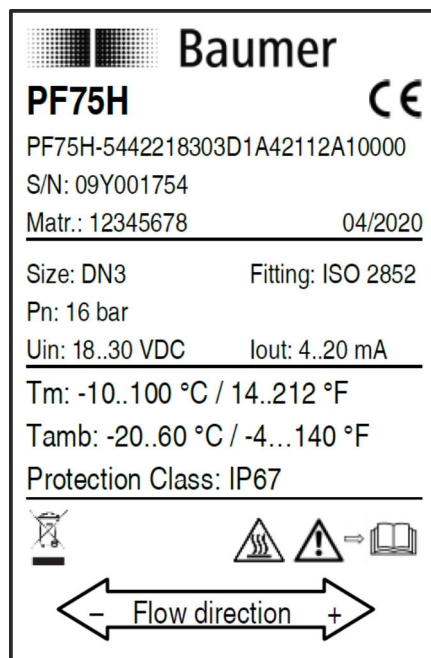 Baumer
PF75H CE
PF75H-5442218303D1A42112A10000
S/N: 09Y001754
Matr.: 12345678 04/2020
Size: DN3 Fitting: ISO 2852
Pn: 16 bar
Uin: 18..30 VDC Iout: 4..20 mA
Tm: -10..100 °C / 14..212 °F
Tamb: -20..60 °C / -4…140 °F
Protection Class: IP67
– Flow direction +